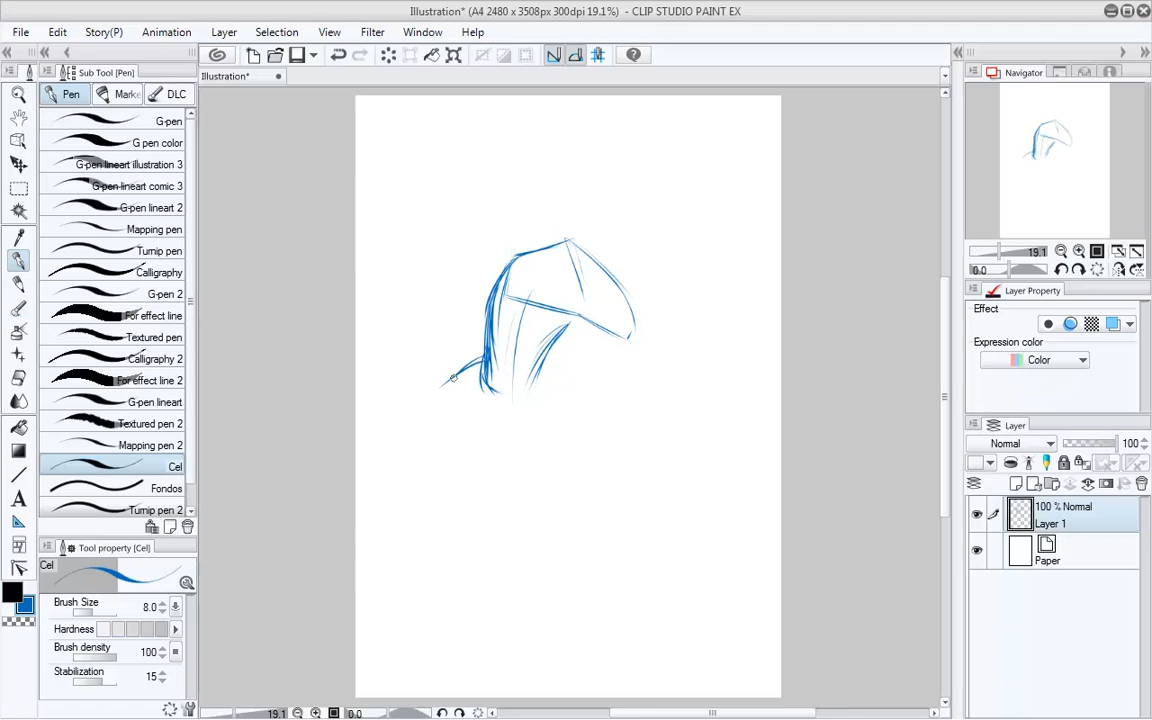 Illustration* (A4 2480 x 3508px 300dpi 19.1%) - CLIP STUDIO PAINT EX
File Edit Story(P) Animation Layer Selection View Filter Window Help
Sub Tool [Pen]
Illustration*
Navigator
Pen Marke DLC
G-pen
G pen color
G-pen lineart illustration 3
G-pen lineart comic 3
G-pen lineart 2
Mapping pen
Turnip pen
Calligraphy
G-pen 2
For effect line
Textured pen
Calligraphy 2
For effect line 2
G-pen lineart
Textured pen 2
Mapping pen 2
Cel
Fondos
Turnip pen 2
19.1
0.0
Layer Property
Effect
Expression color
Color
Layer
Normal 100
100 % Normal
Layer 1
Paper
Tool property [Cel]
Cel
Brush Size 8.0
Hardness
Brush density 100
Stabilization 15
19.1 0.0